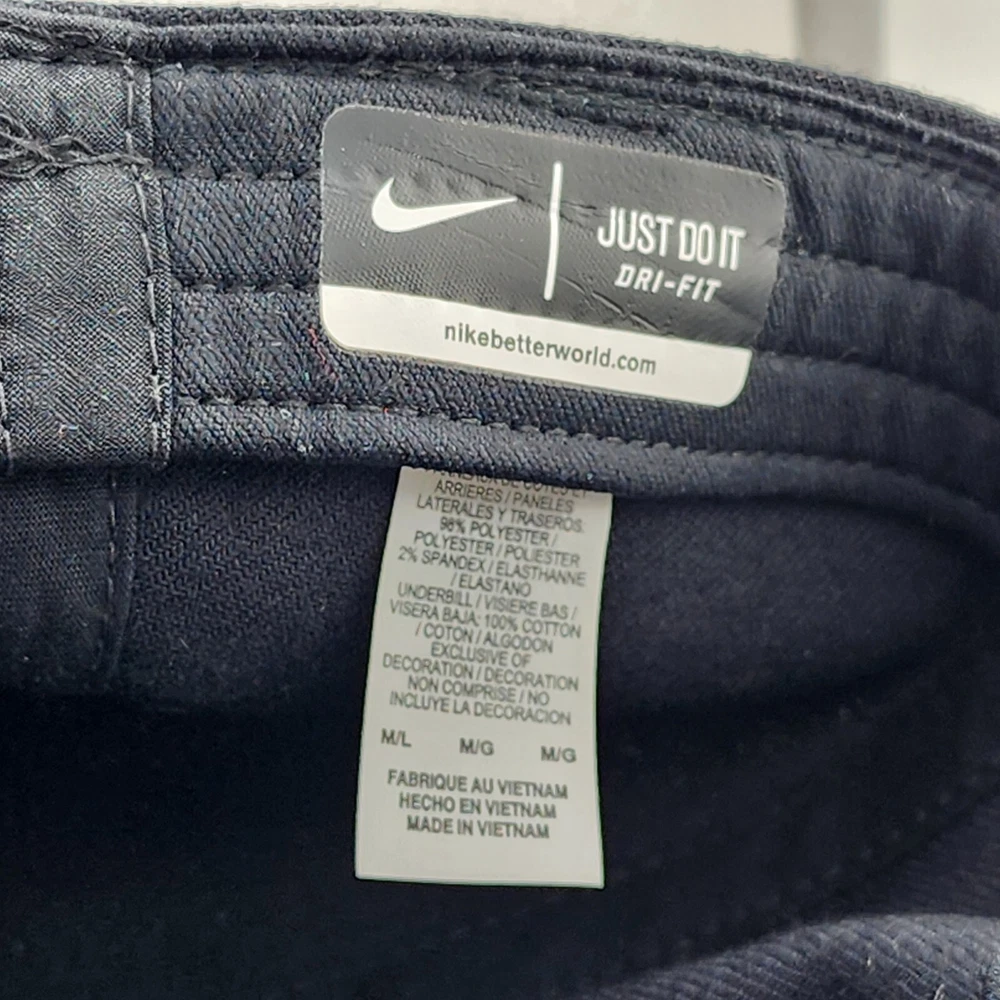 JUST DO IT
DRI-FIT
nikebetterworld.com
ARRIERES / PANELES
LATERALES Y TRASEROS:
98% POLYESTER /
POLYESTER / POLIESTER
2% SPANDEX / ELASTHANNE
/ ELASTANO
UNDERBILL / VISIERE BAS /
VISERA BAJA: 100% COTTON
/ COTON / ALGODON
EXCLUSIVE OF
DECORATION / DECORATION
NON COMPRISE / NO
INCLUYE LA DECORACION
M/L M/G M/G
FABRIQUE AU VIETNAM
HECHO EN VIETNAM
MADE IN VIETNAM